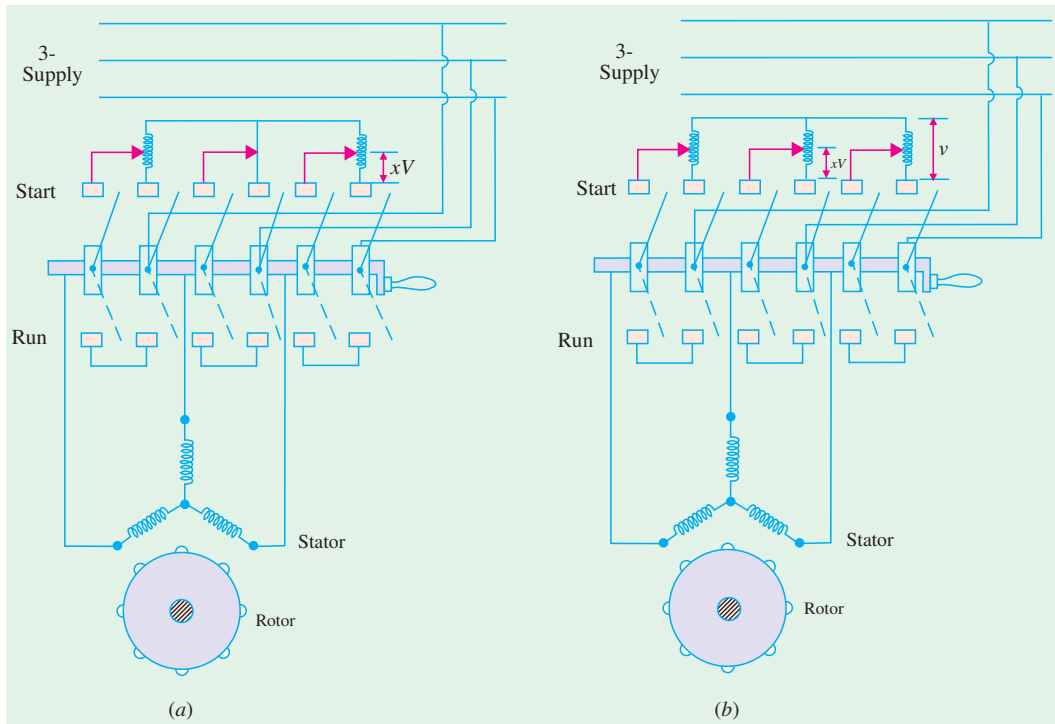 3-
Supply
Start
xV
Run
Stator
Rotor
(a)
3-
Supply
Start
xV
v
Run
Stator
Rotor
(b)